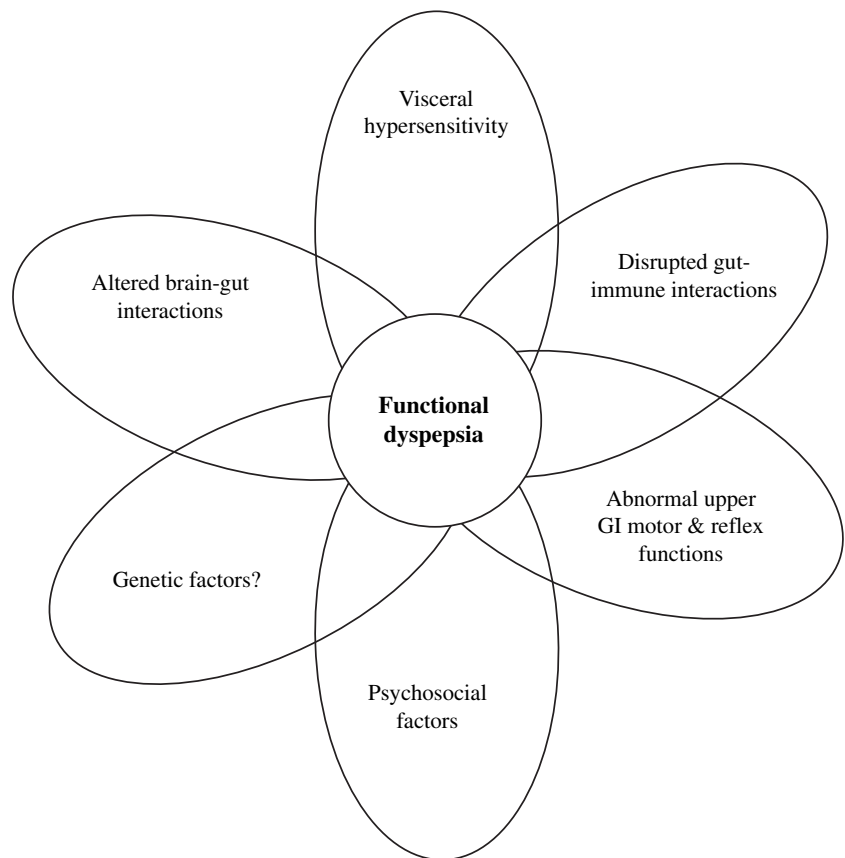 Visceral
hypersensitivity
Disrupted gut-
immune interactions
Altered brain-gut
interactions
Functional
dyspepsia
Abnormal upper
GI motor & reflex
functions
Genetic factors?
Psychosocial
factors